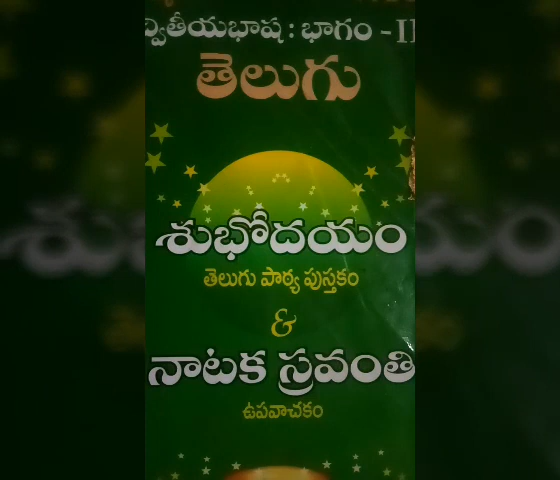 ద్వితీయభాష : భాగం - II
తెలుగు
శుభోదయం
తెలుగు పాఠ్య పుస్తకం
&
నాటక స్రవంతి
ఉపవాచకం